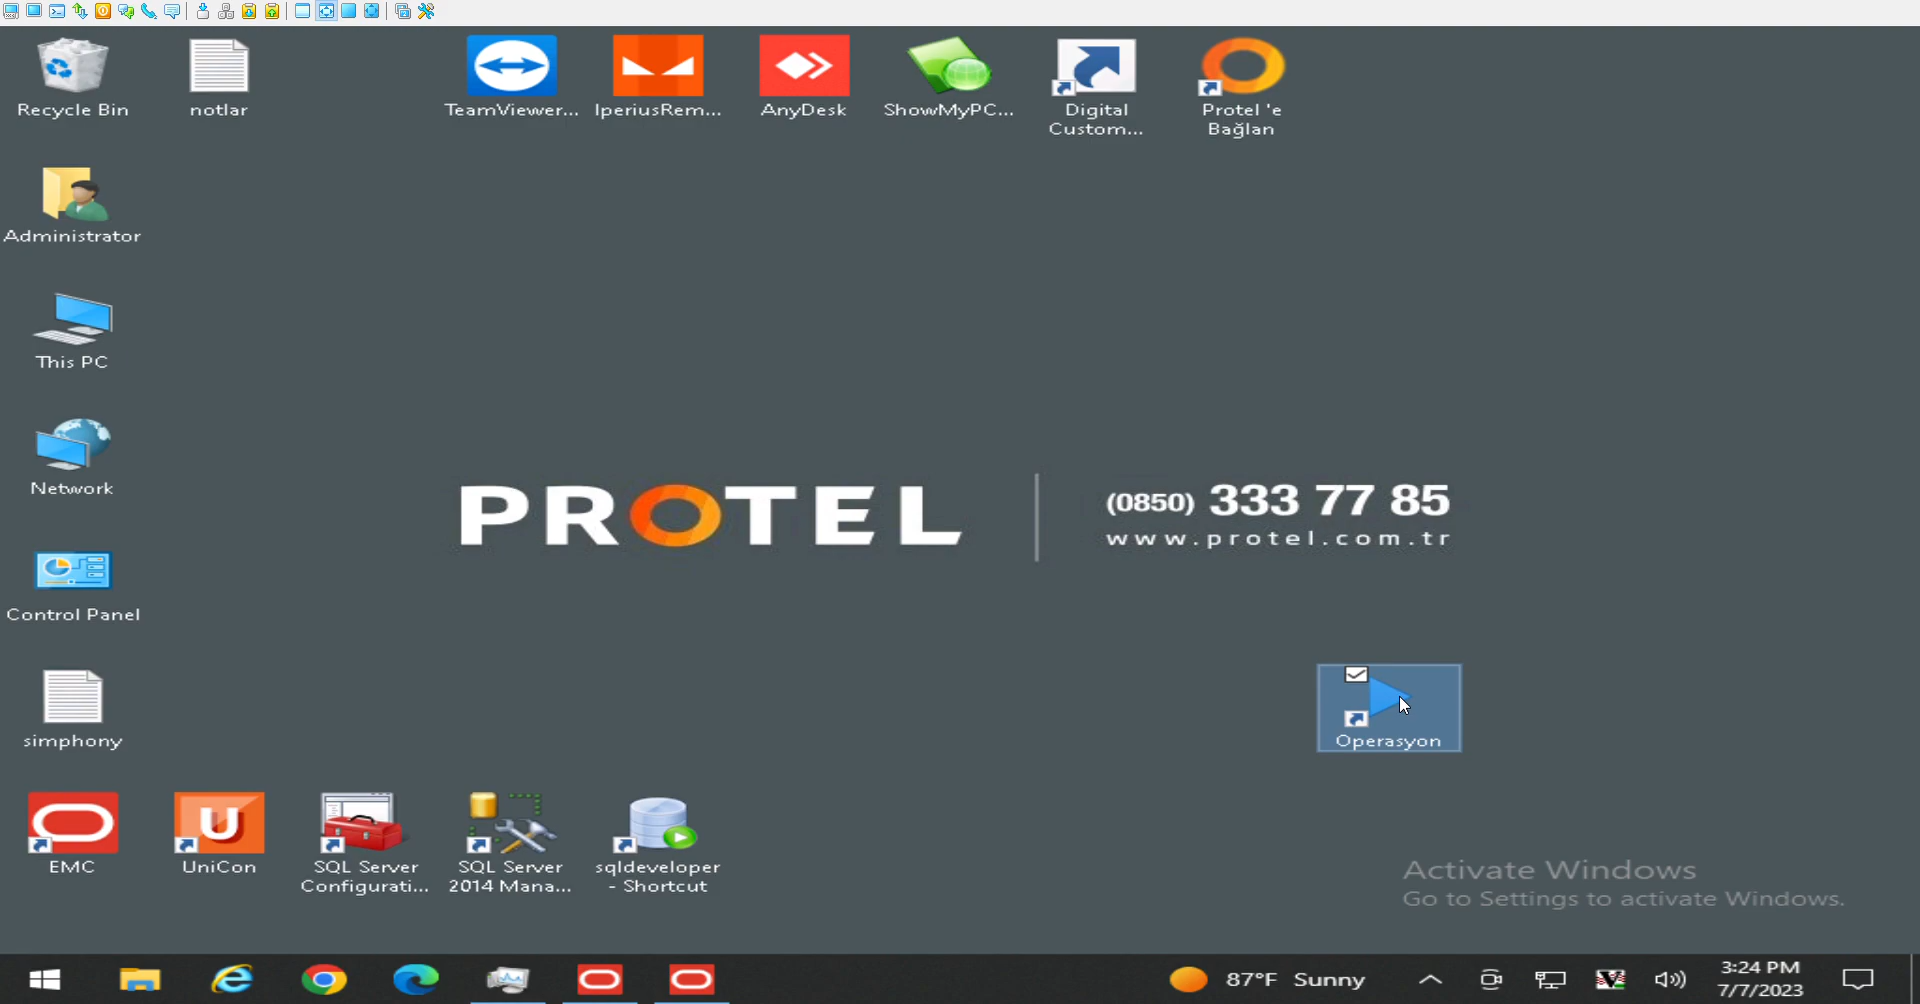 Recycle Bin
notlar
TeamViewer...
IperiusRem...
AnyDesk
ShowMyPC...
Digital
Custom...
Protel 'e
Bağlan
Administrator
This PC
Network
PROTEL
(0850) 333 77 85
www.protel.com.tr
Control Panel
simphony
Operasyon
EMC
U
UniCon
SQL Server
Configurati...
SQL Server
2014 Mana...
sqldeveloper
- Shortcut
Activate Windows
Go to Settings to activate Windows.
87°F Sunny
3:24 PM
7/7/2023